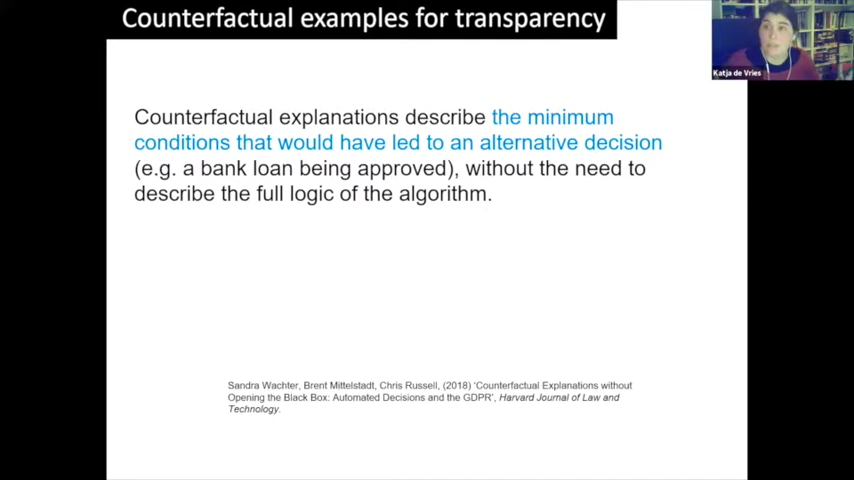 Counterfactual examples for transparency
Katja de Vries
Counterfactual explanations describe the minimum
conditions that would have led to an alternative decision
(e.g. a bank loan being approved), without the need to
describe the full logic of the algorithm.
Sandra Wachter, Brent Mittelstadt, Chris Russell, (2018) 'Counterfactual Explanations without
Opening the Black Box: Automated Decisions and the GDPR', Harvard Journal of Law and
Technology.